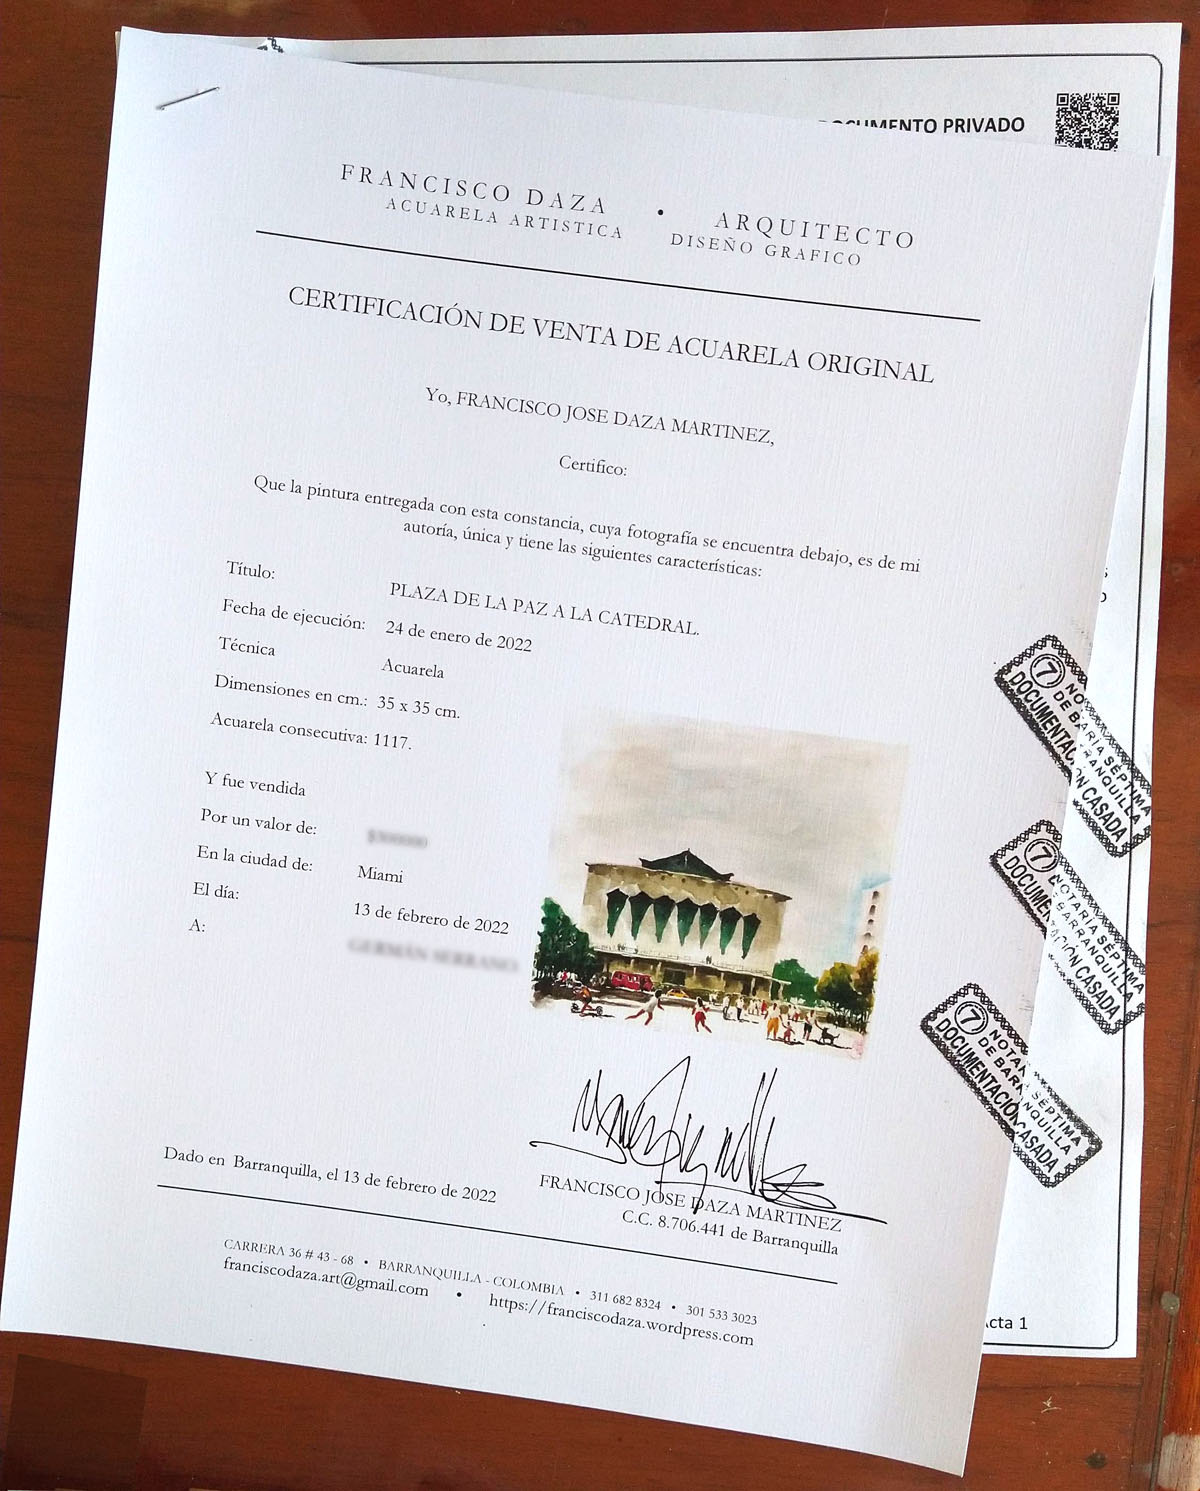 DOCUMENTO PRIVADO
FRANCISCO DAZA • ARQUITECTO
ACUARELA ARTISTICA DISEÑO GRAFICO
CERTIFICACIÓN DE VENTA DE ACUARELA ORIGINAL
Yo, FRANCISCO JOSE DAZA MARTINEZ,
Certifico:
Que la pintura entregada con esta constancia, cuya fotografía se encuentra debajo, es de mi
autoría, única y tiene las siguientes características:
Título: PLAZA DE LA PAZ A LA CATEDRAL.
Fecha de ejecución: 24 de enero de 2022
Técnica Acuarela
Dimensiones en cm.: 35 x 35 cm.
Acuarela consecutiva: 1117.
Y fue vendida
Por un valor de:
En la ciudad de: Miami
El día: 13 de febrero de 2022
A:
7 NOTARIA SÉPTIMA
DE BARRANQUILLA
DOCUMENTACIÓN CASADA
7 NOTARIA SÉPTIMA
DE BARRANQUILLA
DOCUMENTACIÓN CASADA
7 NOTARIA SÉPTIMA
DE BARRANQUILLA
DOCUMENTACIÓN CASADA
Dado en Barranquilla, el 13 de febrero de 2022
FRANCISCO JOSE DAZA MARTINEZ
C.C. 8.706.441 de Barranquilla
CARRERA 36 # 43 - 68 • BARRANQUILLA - COLOMBIA • 311 682 8324 • 301 533 3023
franciscodaza.art@gmail.com • https://franciscodaza.wordpress.com
Acta 1